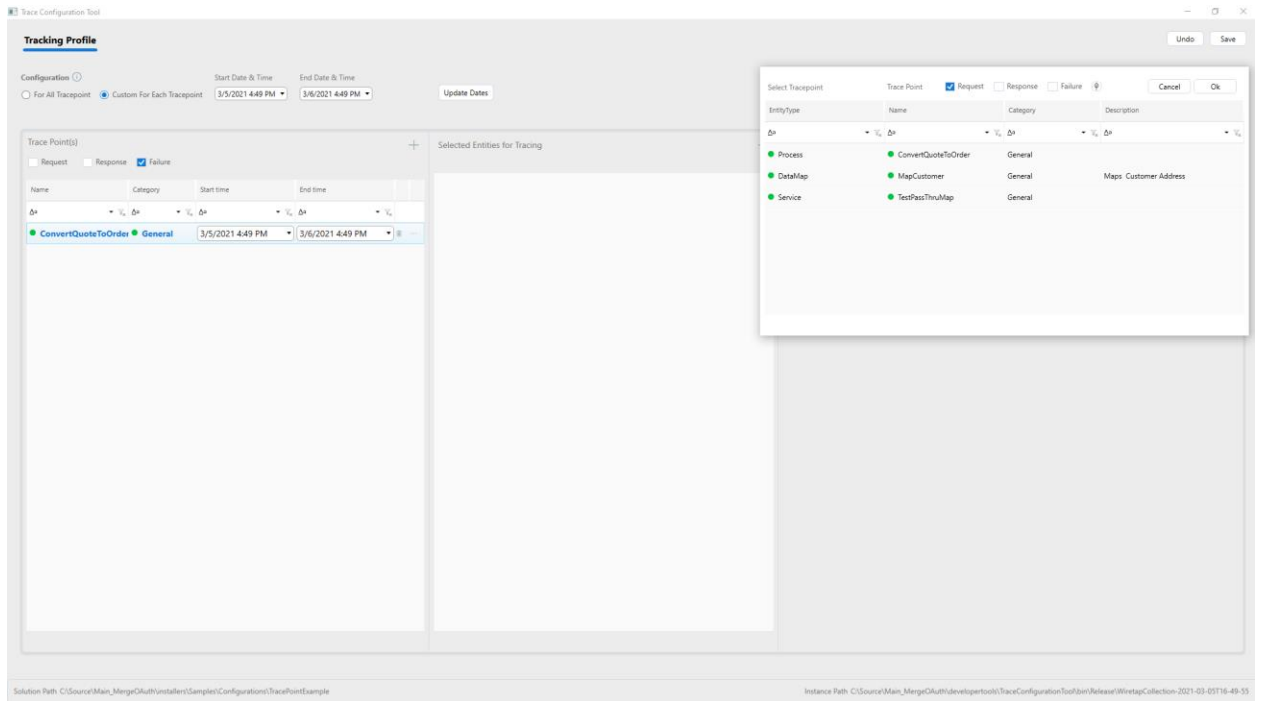 Trace Configuration Tool
Tracking Profile
Undo Save
Configuration
Start Date & Time End Date & Time
For All Tracepoint Custom For Each Tracepoint 3/5/2021 4:49 PM 3/6/2021 4:49 PM Update Dates
Trace Point(s)
Request Response Failure
Name Category Start time End time
ConvertQuoteToOrder General 3/5/2021 4:49 PM 3/6/2021 4:49 PM
Selected Entities for Tracing
Select Tracepoint Trace Point Request Response Failure Cancel Ok
EntityType Name Category Description
Process ConvertQuoteToOrder General
DataMap MapCustomer General Maps Customer Address
Service TestPassThruMap General
Solution Path C:\Source\Main_MergeOAuth\installers\Samples\Configurations\TracePointExample
Instance Path C:\Source\Main_MergeOAuth\developertools\TraceConfigurationTool\bin\Release\WiretapCollection-2021-03-05T16-49-55